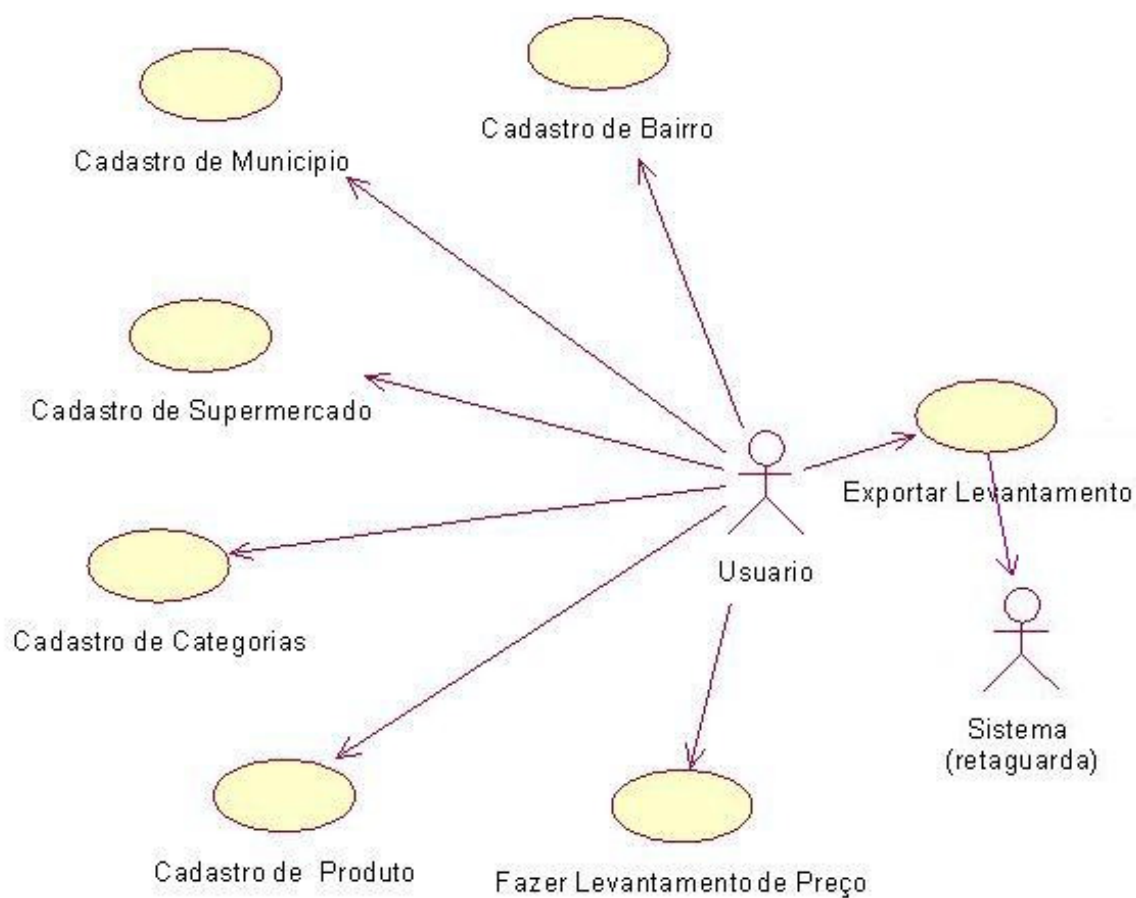 Cadastro de Bairro
Cadastro de Municipio
Cadastro de Supermercado
Exportar Levantamento
Usuario
Cadastro de Categorias
Sistema
(retaguarda)
Cadastro de Produto
Fazer Levantamento de Preço